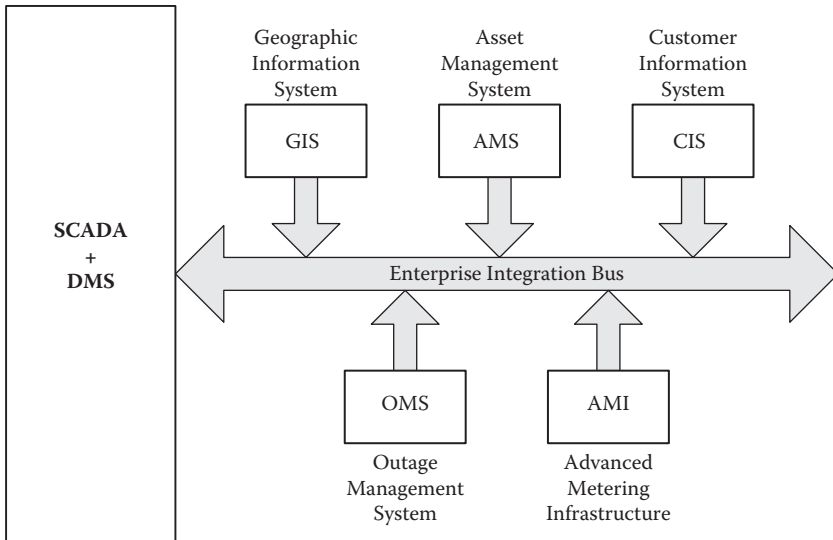 SCADA
+
DMS
Geographic
Information
System
GIS
Asset
Management
System
AMS
Customer
Information
System
CIS
Enterprise Integration Bus
OMS
Outage
Management
System
AMI
Advanced
Metering
Infrastructure